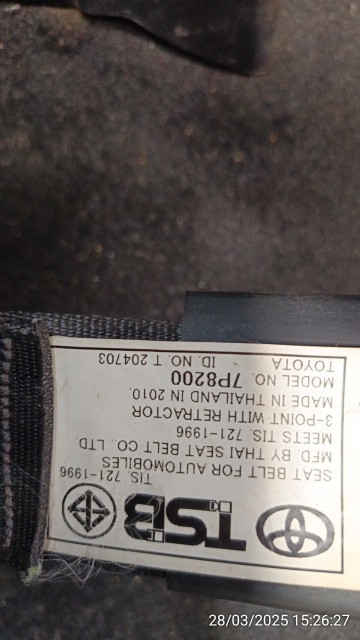 TSB
TIS. 721-1996
SEAT BELT FOR AUTOMOBILES
MFD. BY THAI SEAT BELT CO. LTD.
MEETS TIS. 721-1996
3-POINT WITH RETRACTOR
MADE IN THAILAND IN 2010.
MODEL NO. 7P8200
TOYOTA ID. NO. T 204703
28/03/2025 15:26:27